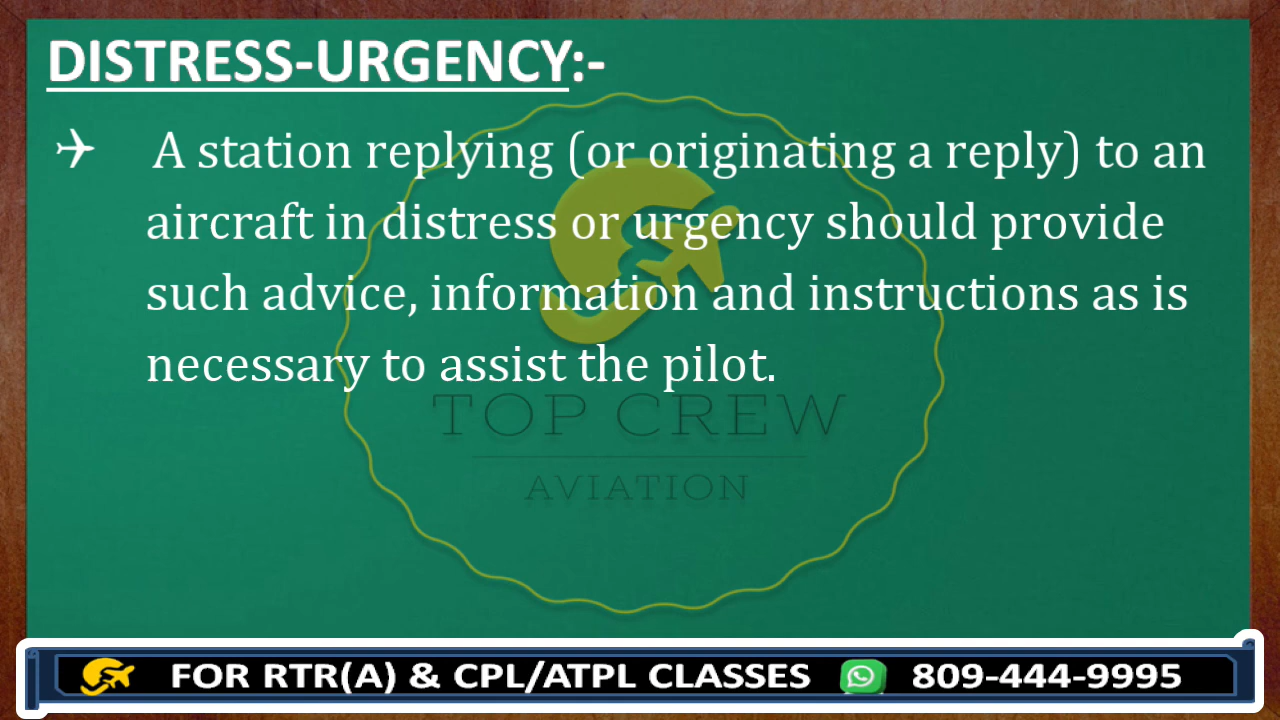 DISTRESS-URGENCY:-
A station replying (or originating a reply) to an
aircraft in distress or urgency should provide
such advice, information and instructions as is
necessary to assist the pilot.
TOP CREW
AVIATION
FOR RTR(A) & CPL/ATPL CLASSES 809-444-9995